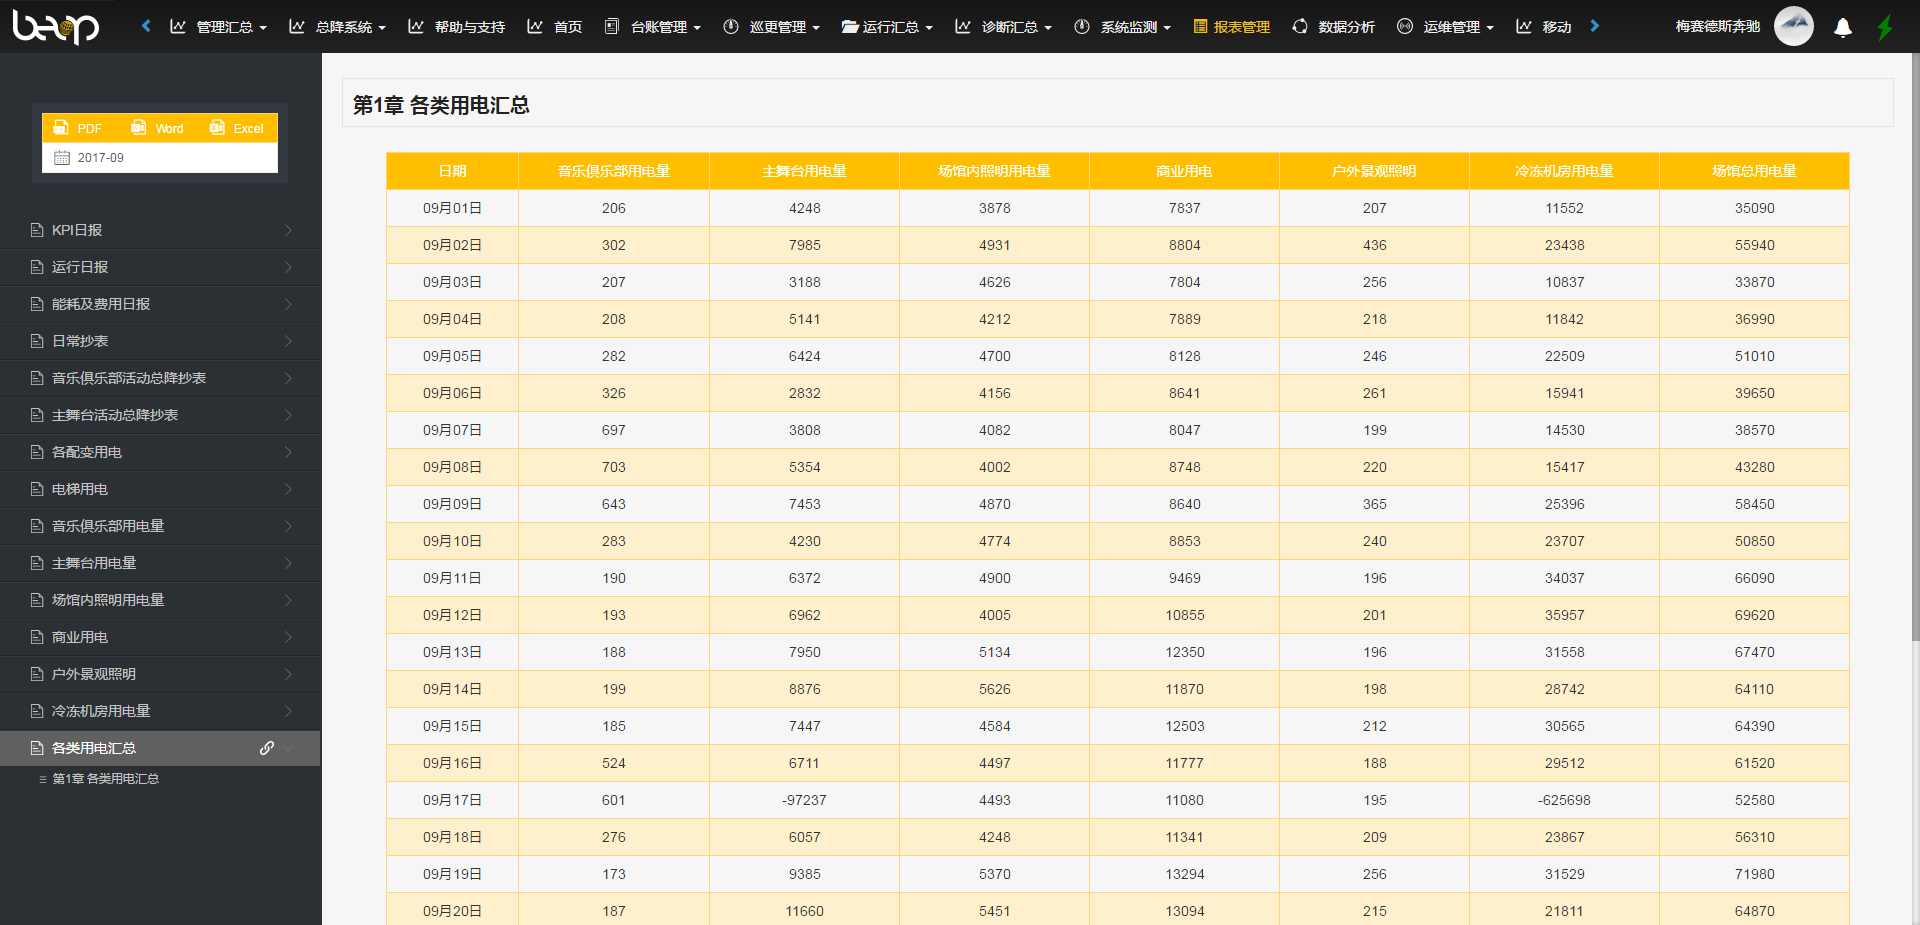 beop 管理汇总 总降系统 帮助与支持 首页 台账管理 巡更管理 运行汇总 诊断汇总 系统监测 报表管理 数据分析 运维管理 移动 梅赛德斯奔驰
PDF Word Excel
2017-09
KPI日报
运行日报
能耗及费用日报
日常抄表
音乐俱乐部活动总降抄表
主舞台活动总降抄表
各配变用电
电梯用电
音乐俱乐部用电量
主舞台用电量
场馆内照明用电量
商业用电
户外景观照明
冷冻机房用电量
各类用电汇总
第1章 各类用电汇总
第1章 各类用电汇总
日期 音乐俱乐部用电量 主舞台用电量 场馆内照明用电量 商业用电 户外景观照明 冷冻机房用电量 场馆总用电量
09月01日 206 4248 3878 7837 207 11552 35090
09月02日 302 7985 4931 8804 436 23438 55940
09月03日 207 3188 4626 7804 256 10837 33870
09月04日 208 5141 4212 7889 218 11842 36990
09月05日 282 6424 4700 8128 246 22509 51010
09月06日 326 2832 4156 8641 261 15941 39650
09月07日 697 3808 4082 8047 199 14530 38570
09月08日 703 5354 4002 8748 220 15417 43280
09月09日 643 7453 4870 8640 365 25396 58450
09月10日 283 4230 4774 8853 240 23707 50850
09月11日 190 6372 4900 9469 196 34037 66090
09月12日 193 6962 4005 10855 201 35957 69620
09月13日 188 7950 5134 12350 196 31558 67470
09月14日 199 8876 5626 11870 198 28742 64110
09月15日 185 7447 4584 12503 212 30565 64390
09月16日 524 6711 4497 11777 188 29512 61520
09月17日 601 -97237 4493 11080 195 -625698 52580
09月18日 276 6057 4248 11341 209 23867 56310
09月19日 173 9385 5370 13294 256 31529 71980
09月20日 187 11660 5451 13094 215 21811 64870